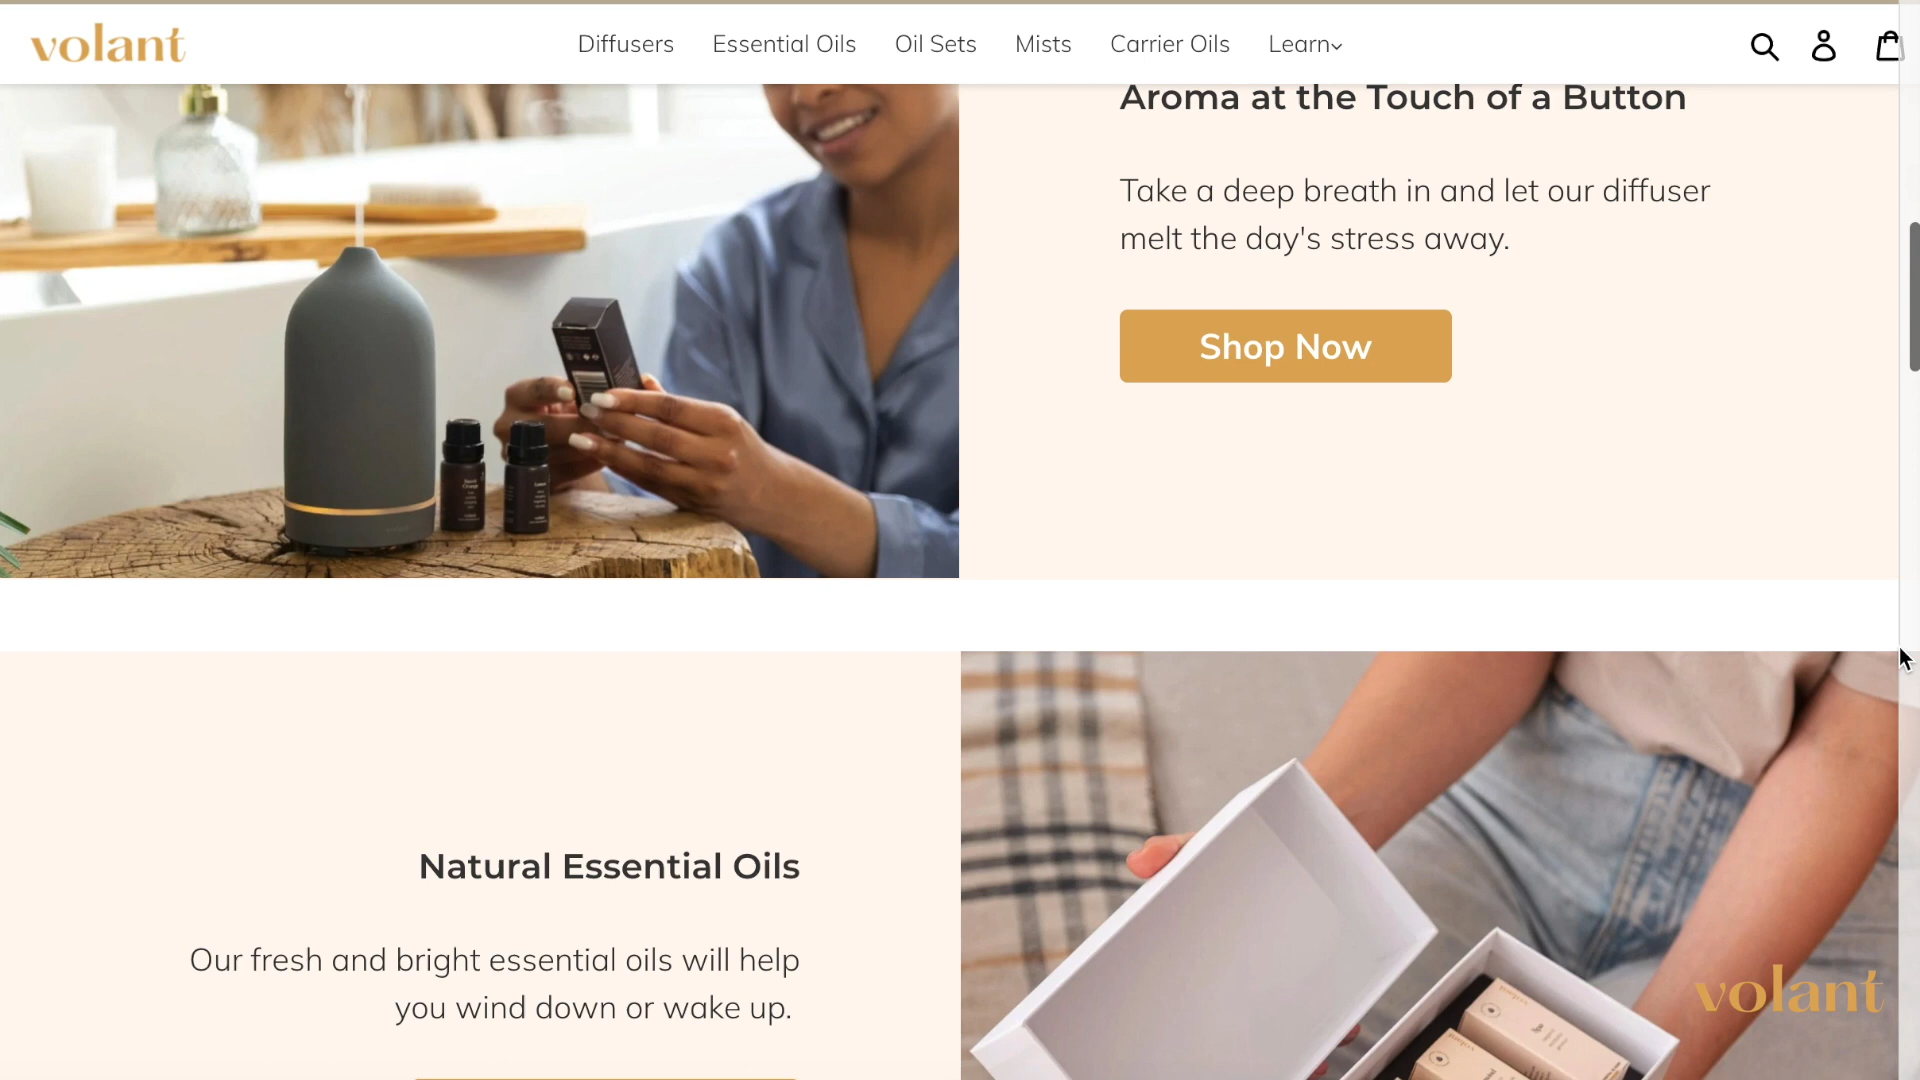 volant
Diffusers
Essential Oils
Oil Sets
Mists
Carrier Oils
Learn
Aroma at the Touch of a Button
Take a deep breath in and let our diffuser
melt the day's stress away.
Shop Now
Natural Essential Oils
Our fresh and bright essential oils will help
you wind down or wake up.
volant